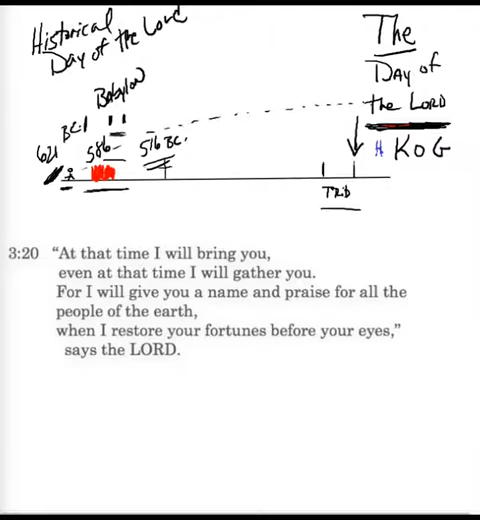 Historical
Day of the Lord
Babylon
The
Day of
the Lord
621
BC
586-
516 BC.
KOG
TRIB
3:20 “At that time I will bring you,
even at that time I will gather you.
For I will give you a name and praise for all the
people of the earth,
when I restore your fortunes before your eyes,”
says the LORD.